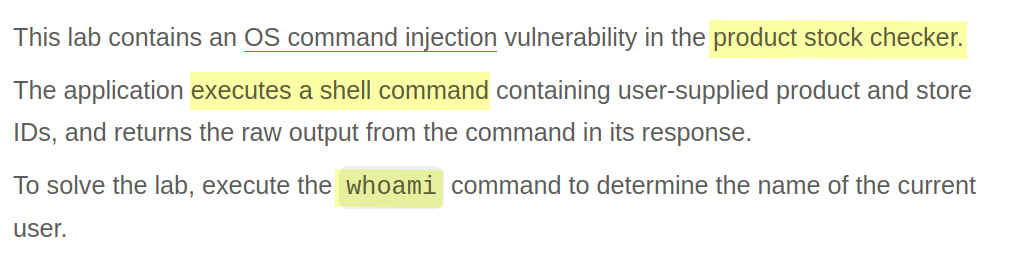 This lab contains an OS command injection vulnerability in the product stock checker.
The application executes a shell command containing user-supplied product and store
IDs, and returns the raw output from the command in its response.
To solve the lab, execute the whoami command to determine the name of the current
user.